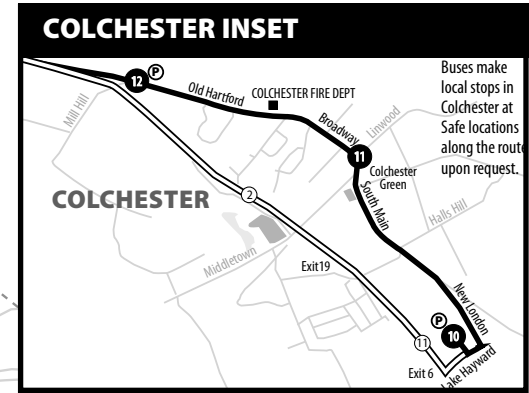 COLCHESTER INSET
P
12
Old Hartford
COLCHESTER FIRE DEPT
Buses make
local stops in
Colchester at
Safe locations
along the route
upon request.
Mill Hill
Broadway
Linwood
11
Colchester
Green
COLCHESTER
2
South Main
Halls Hill
Middletown
Exit19
New London
P
10
11
Exit 6
Lake Hayward